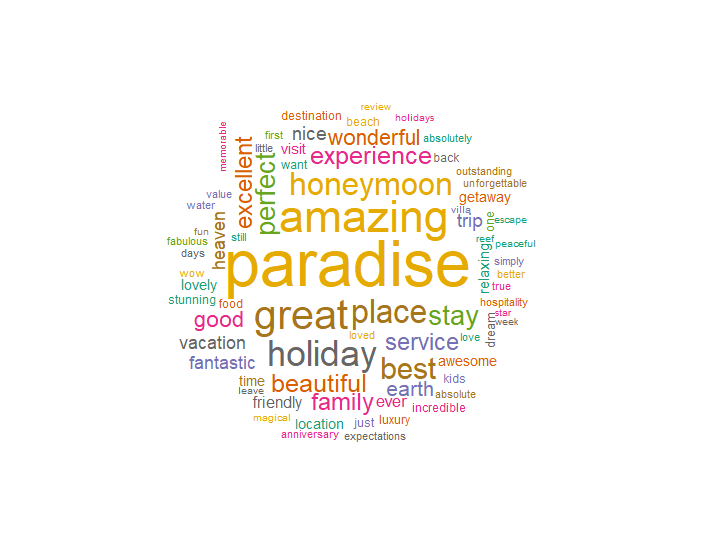 review
destination
beach
holidays
memorable
first
nice
wonderful
absolutely
excellent
little
visit
experience
back
perfect
want
outstanding
honeymoon
unforgettable
value
getaway
water
amazing
villa
trip
one
escape
heaven
fun
still
fabulous
reef
peaceful
days
paradise
relaxing
simply
wow
better
lovely
true
stunning
food
hospitality
good
great
place
stay
star
week
dream
loved
love
vacation
service
holiday
fantastic
best
awesome
time
beautiful
earth
kids
leave
absolute
friendly
family
ever
incredible
magical
location
just
luxury
anniversary
expectations